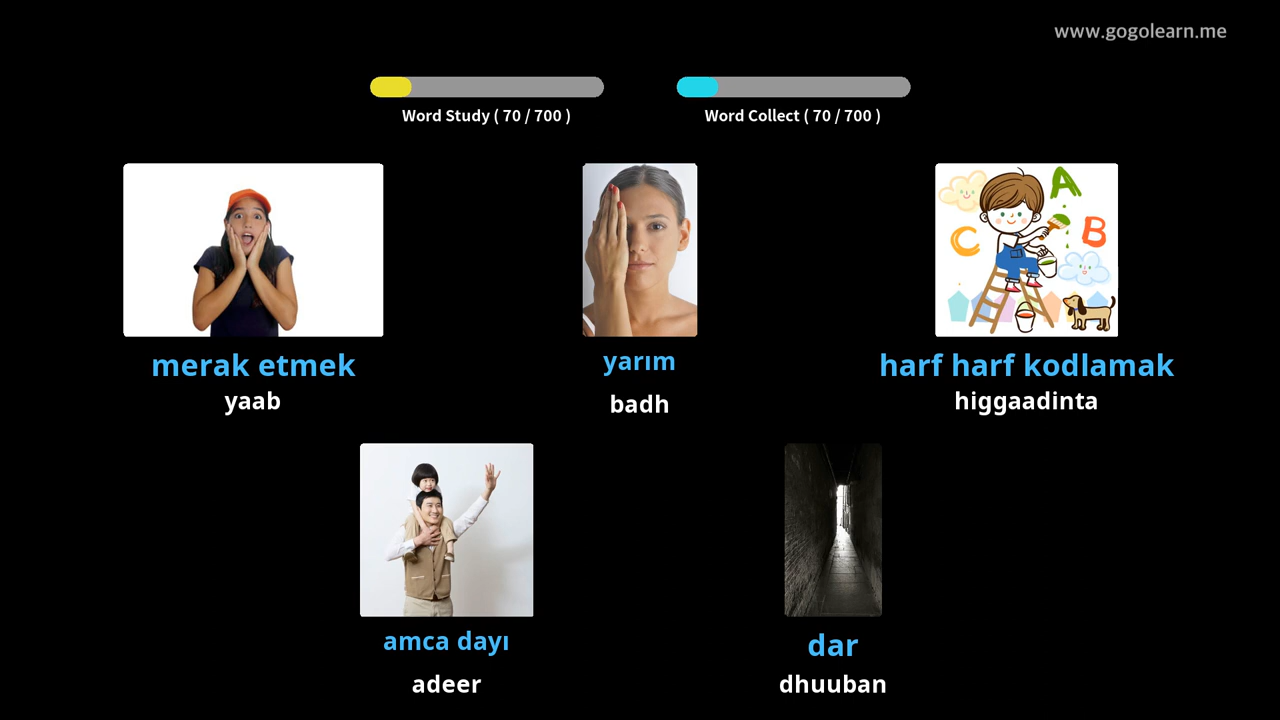 www.gogolearn.me
Word Study ( 70 / 700 )
Word Collect ( 70 / 700 )
merak etmek
yaab
yarım
badh
A
B
C
harf harf kodlamak
higgaadinta
amca dayı
adeer
dar
dhuuban